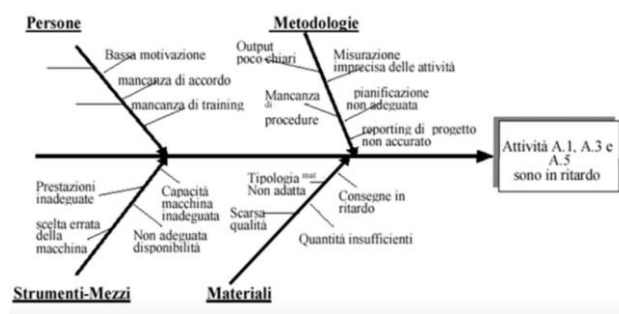 Persone
Bassa motivazione
mancanza di accordo
mancanza di training
Metodologie
Output
poco chiari
Misurazione
imprecisa delle attività
Mancanza
di
procedure
pianificazione
non adeguata
reporting di progetto
non accurato
Attività A.1, A.3 e
A.5
sono in ritardo
Prestazioni
inadeguate
scelta errata
della
macchina
Capacità
macchina
inadeguata
Non adeguata
disponibilità
Strumenti-Mezzi
Tipologia mat
Non adatta
Scarsa
qualità
Consegne in
ritardo
Quantità insufficienti
Materiali